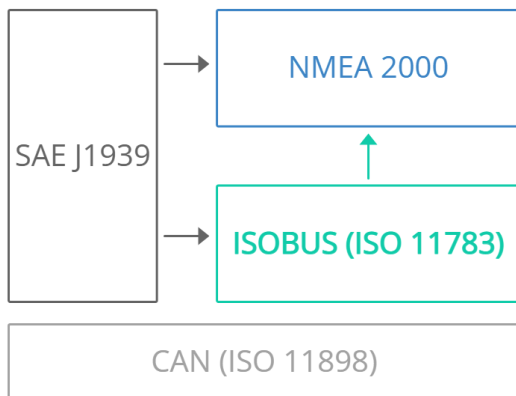 NMEA 2000
SAE J1939
ISOBUS (ISO 11783)
CAN (ISO 11898)